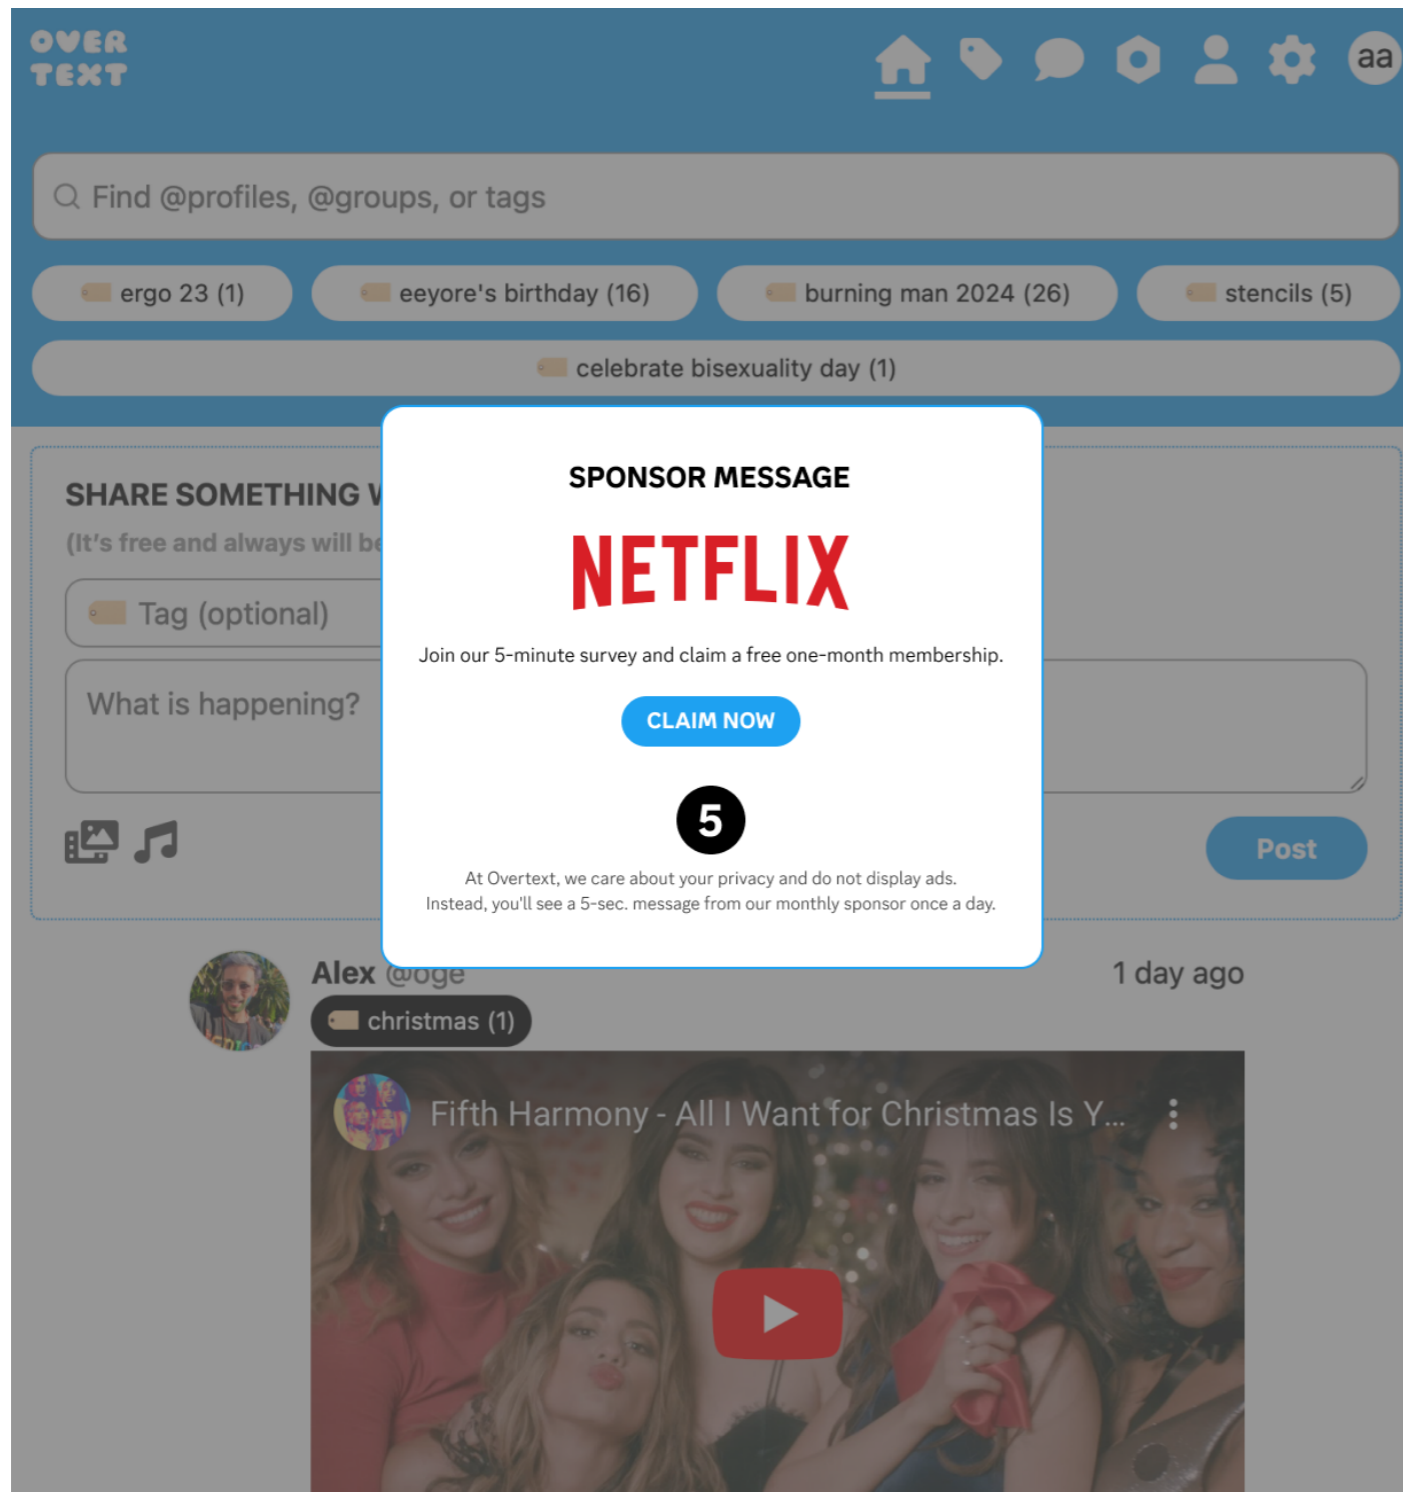 OVER
TEXT
aa
Find @profiles, @groups, or tags
ergo 23 (1)
eeyore's birthday (16)
burning man 2024 (26)
stencils (5)
celebrate bisexuality day (1)
SHARE SOMETHING
(It's free and always will be
Tag (optional)
What is happening?
Post
SPONSOR MESSAGE
NETFLIX
Join our 5-minute survey and claim a free one-month membership.
CLAIM NOW
5
At Overtext, we care about your privacy and do not display ads.
Instead, you'll see a 5-sec. message from our monthly sponsor once a day.
Alex @oge
1 day ago
christmas (1)
Fifth Harmony - All I Want for Christmas Is Y...